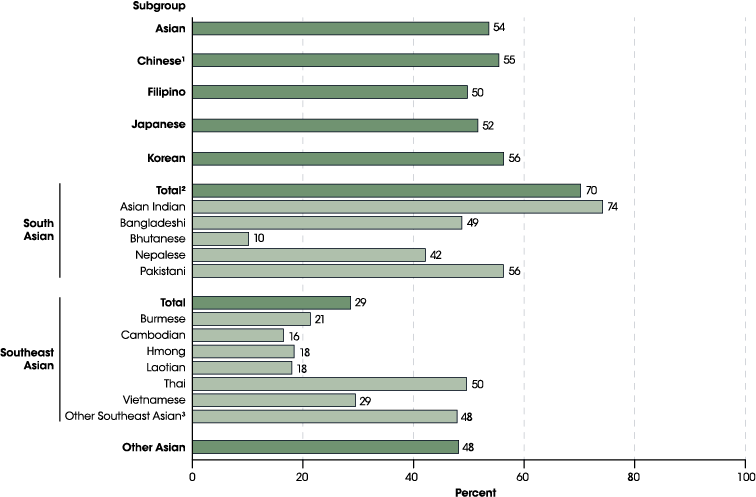 Subgroup
Asian 54
Chinese¹ 55
Filipino 50
Japanese 52
Korean 56
South
Asian
Total² 70
Asian Indian 74
Bangladeshi 49
Bhutanese 10
Nepalese 42
Pakistani 56
Southeast
Asian
Total 29
Burmese 21
Cambodian 16
Hmong 18
Laotian 18
Thai 50
Vietnamese 29
Other Southeast Asian³ 48
Other Asian 48
0 20 40 60 80 100
Percent